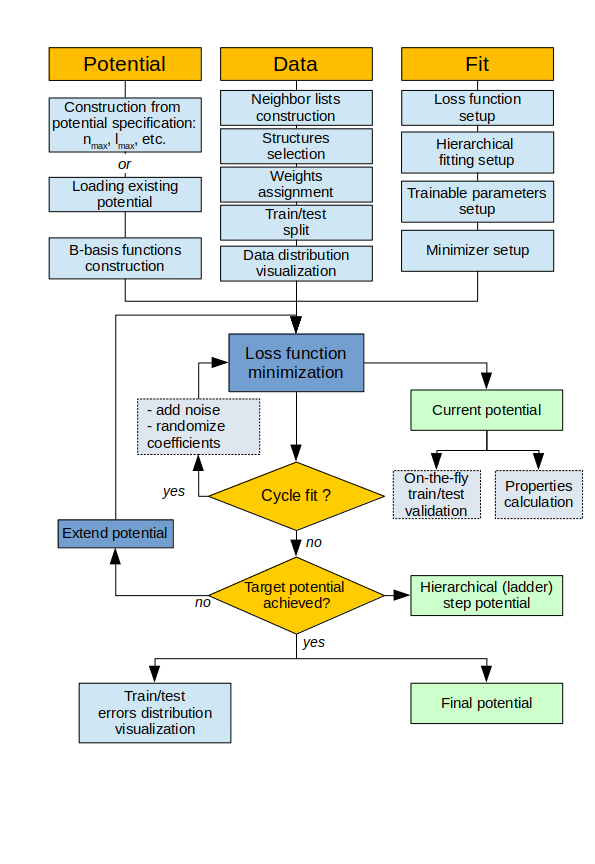 Potential
Construction from
potential specification:
nmax, lmax, etc.
or
Loading existing
potential
B-basis functions
construction
Data
Neighbor lists
construction
Structures
selection
Weights
assignment
Train/test
split
Data distribution
visualization
Fit
Loss function
setup
Hierarchical
fitting setup
Trainable parameters
setup
Minimizer setup
Loss function
minimization
- add noise
- randomize
coefficients
Current potential
On-the-fly
train/test
validation
Properties
calculation
yes
Cycle fit ?
no
Extend potential
Target potential
achieved?
no
Hierarchical (ladder)
step potential
yes
Train/test
errors distribution
visualization
Final potential